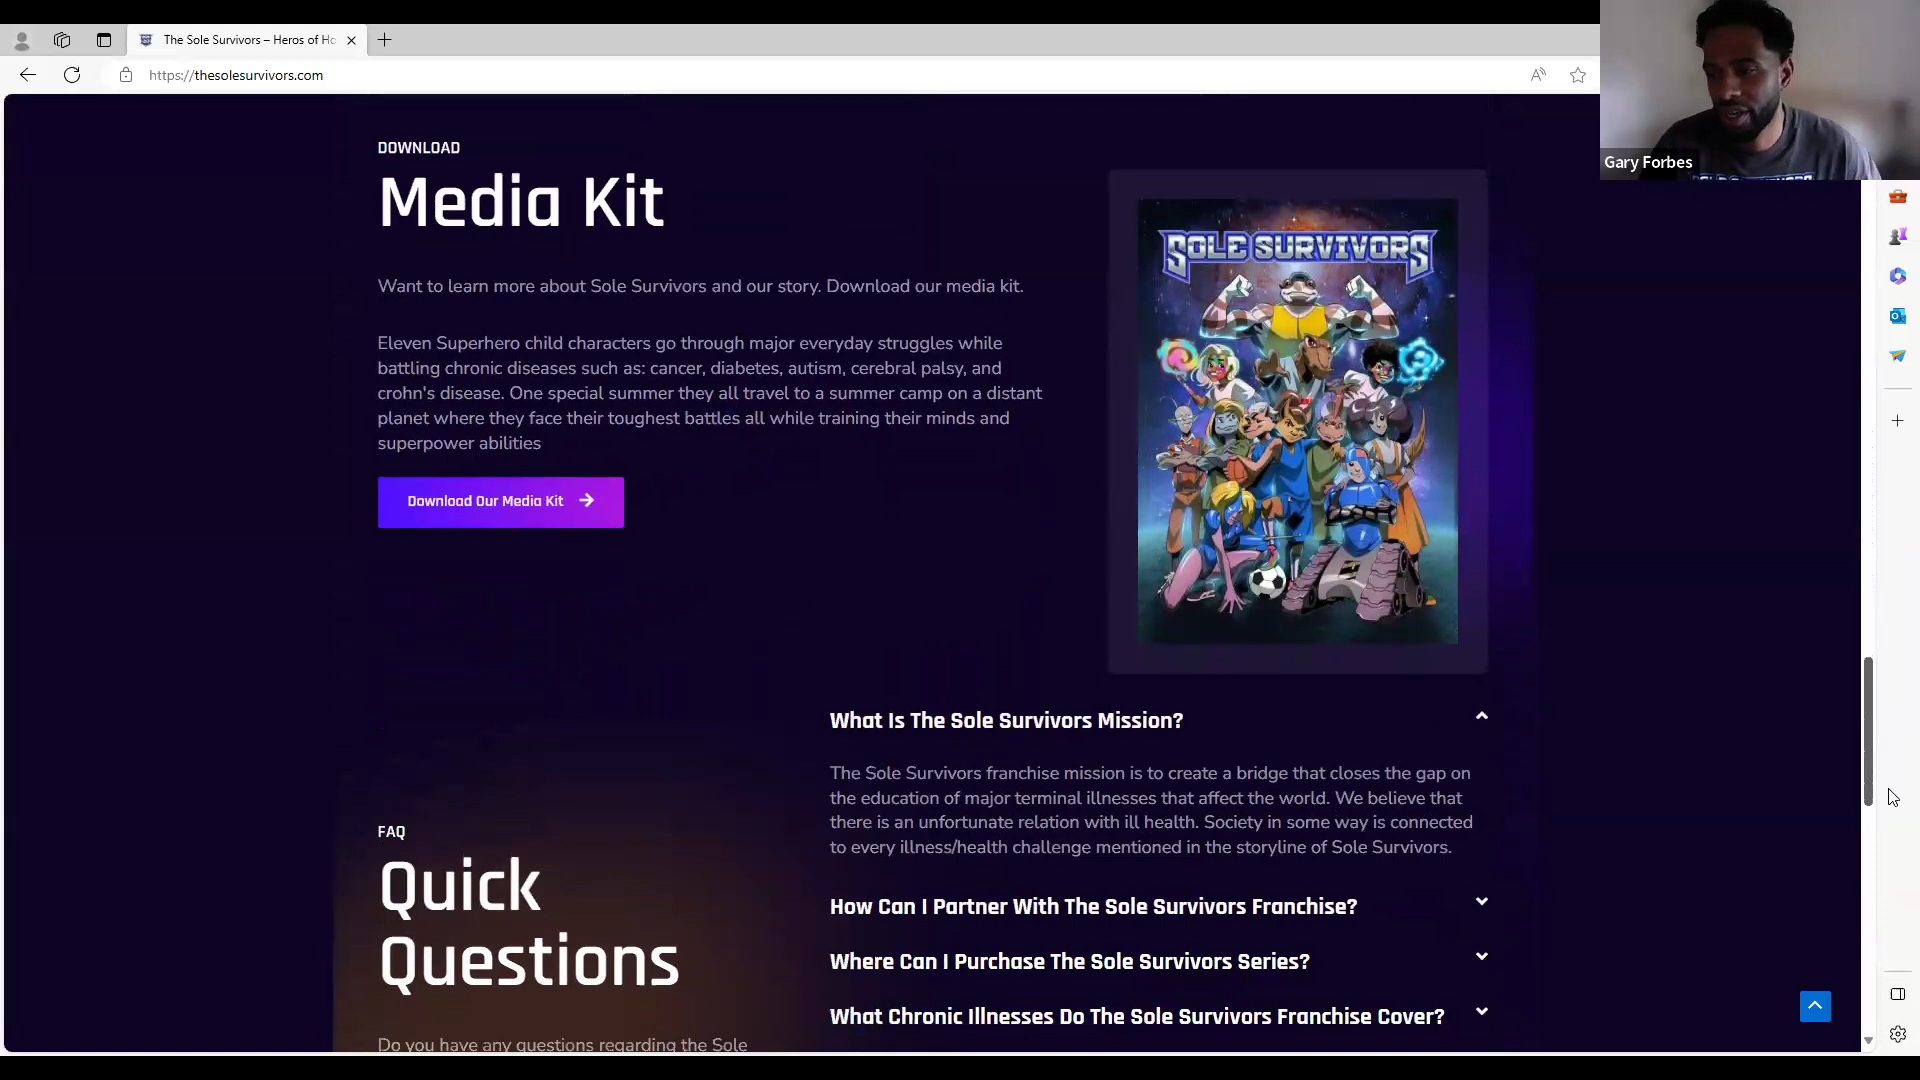 The Sole Survivors – Heros of Ho
https://thesolesurvivors.com
Gary Forbes
DOWNLOAD
Media Kit
Want to learn more about Sole Survivors and our story. Download our media kit.
Eleven Superhero child characters go through major everyday struggles while
battling chronic diseases such as: cancer, diabetes, autism, cerebral palsy, and
crohn's disease. One special summer they all travel to a summer camp on a distant
planet where they face their toughest battles all while training their minds and
superpower abilities
Download Our Media Kit
SOLE SURVIVORS
What Is The Sole Survivors Mission?
The Sole Survivors franchise mission is to create a bridge that closes the gap on
the education of major terminal illnesses that affect the world. We believe that
there is an unfortunate relation with ill health. Society in some way is connected
to every illness/health challenge mentioned in the storyline of Sole Survivors.
FAQ
Quick
Questions
Do you have any questions regarding the Sole
How Can I Partner With The Sole Survivors Franchise?
Where Can I Purchase The Sole Survivors Series?
What Chronic Illnesses Do The Sole Survivors Franchise Cover?